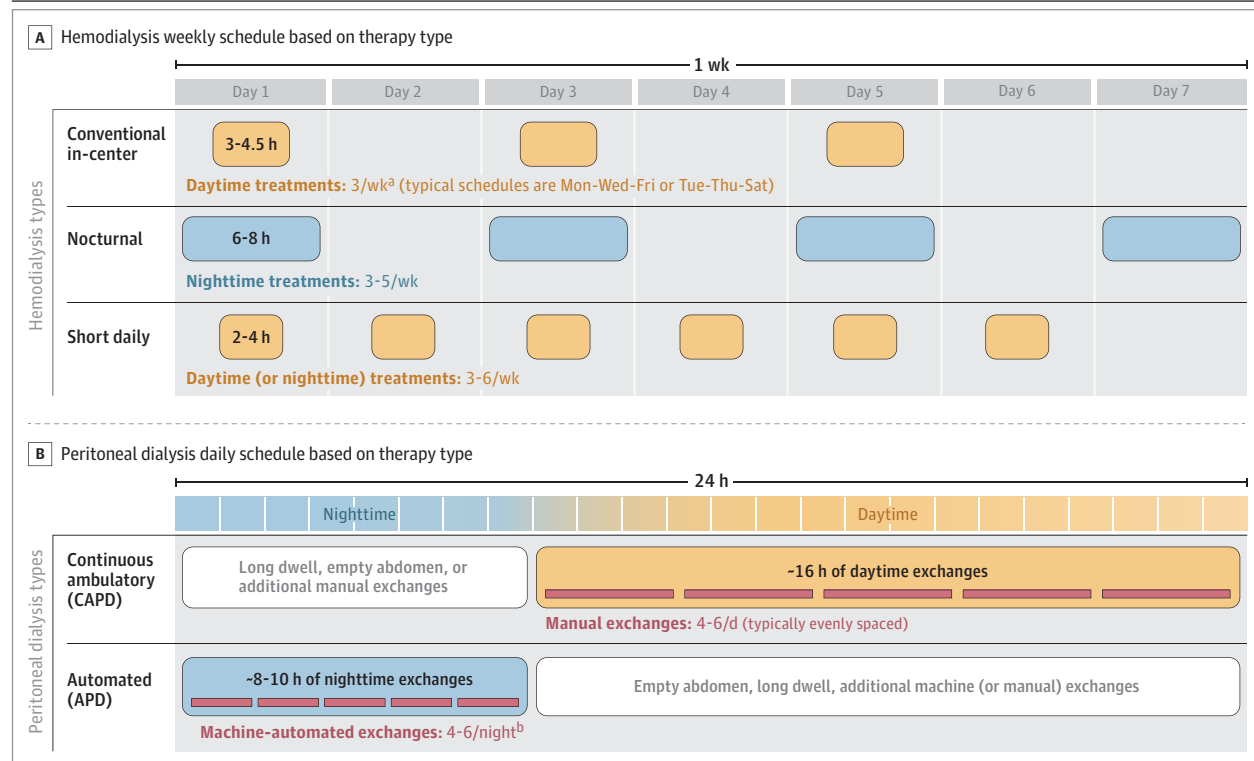 A Hemodialysis weekly schedule based on therapy type
1 wk
Day 1 Day 2 Day 3 Day 4 Day 5 Day 6 Day 7
Hemodialysis types
Conventional
in-center
3-4.5 h
Daytime treatments: 3/wkᵃ (typical schedules are Mon-Wed-Fri or Tue-Thu-Sat)
Nocturnal
6-8 h
Nighttime treatments: 3-5/wk
Short daily
2-4 h
Daytime (or nighttime) treatments: 3-6/wk
B Peritoneal dialysis daily schedule based on therapy type
24 h
Nighttime Daytime
Peritoneal dialysis types
Continuous
ambulatory
(CAPD)
Long dwell, empty abdomen, or
additional manual exchanges
~16 h of daytime exchanges
Manual exchanges: 4-6/d (typically evenly spaced)
Automated
(APD)
~8-10 h of nighttime exchanges
Empty abdomen, long dwell, additional machine (or manual) exchanges
Machine-automated exchanges: 4-6/nightᵇ